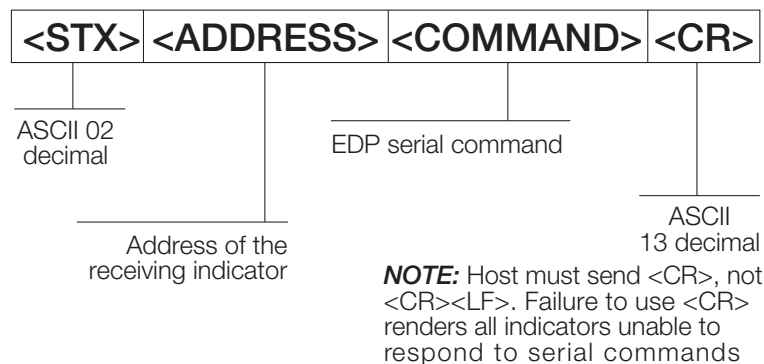 <STX> <ADDRESS> <COMMAND> <CR>
ASCII 02
decimal
EDP serial command
Address of the
receiving indicator
ASCII
13 decimal
NOTE: Host must send <CR>, not
<CR><LF>. Failure to use <CR>
renders all indicators unable to
respond to serial commands